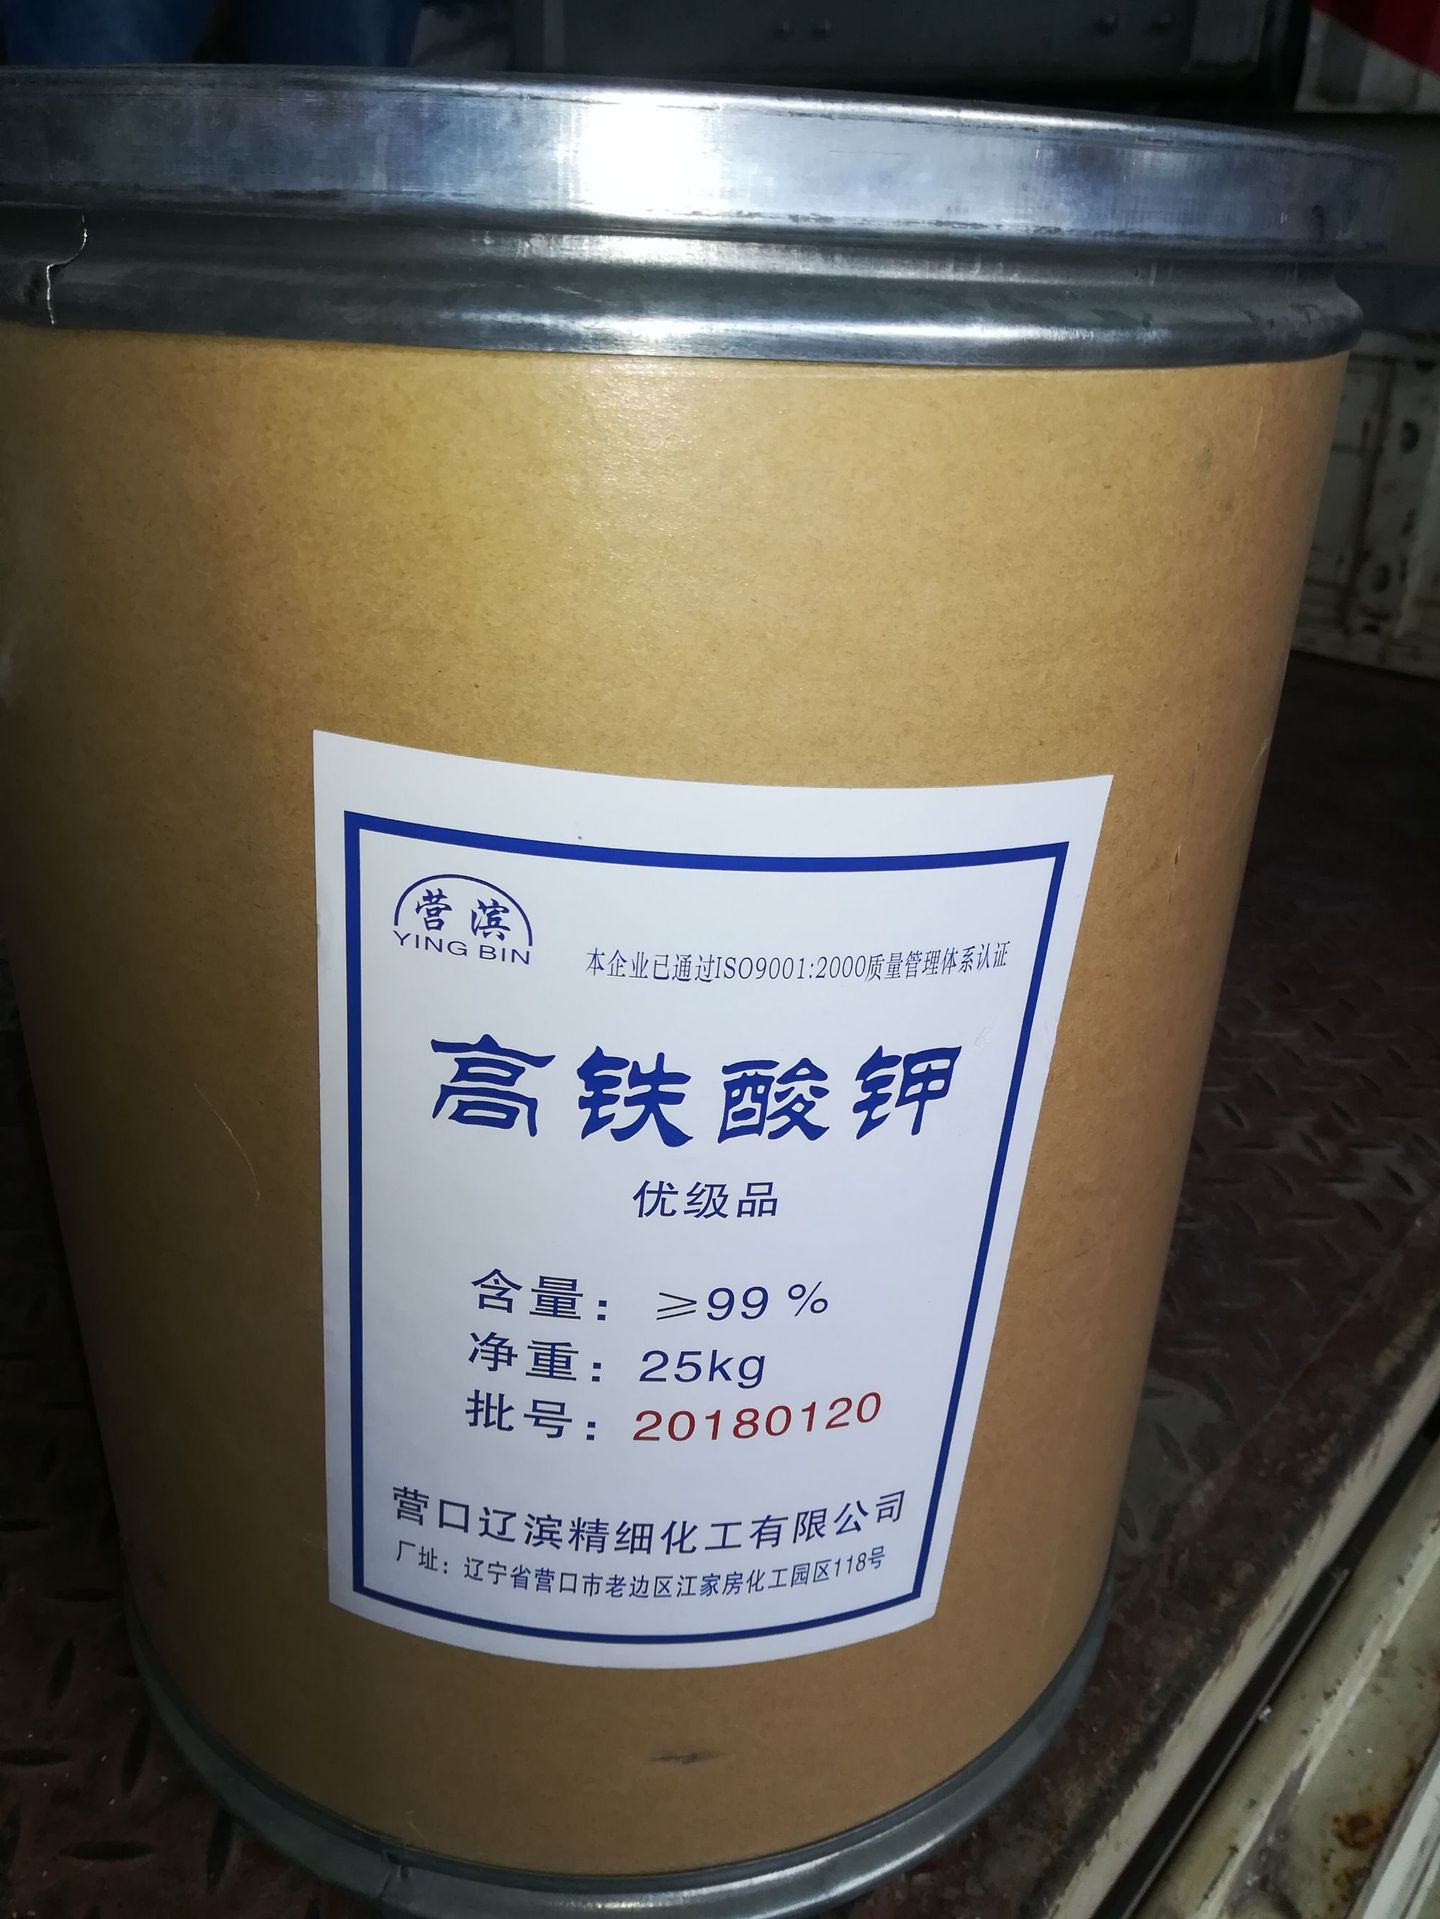 营滨
YING BIN
本企业已通过ISO9001:2000质量管理体系认证
高铁酸钾
优级品
含量：≥99%
净重：25kg
批号：20180120
营口辽滨精细化工有限公司
厂址：辽宁省营口市老边区江家房化工园区118号